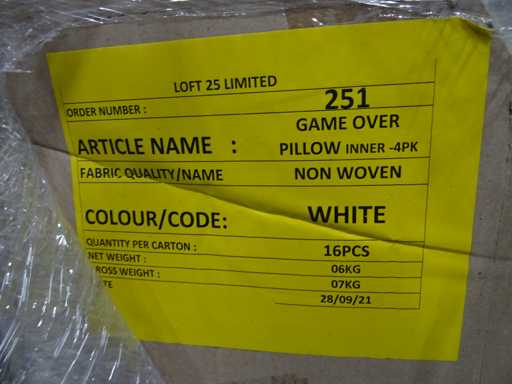 LOFT 25 LIMITED
ORDER NUMBER : 251
ARTICLE NAME : GAME OVER
PILLOW INNER -4PK
FABRIC QUALITY/NAME NON WOVEN
COLOUR/CODE: WHITE
QUANTITY PER CARTON : 16PCS
NET WEIGHT : 06KG
ROSS WEIGHT : 07KG
TE 28/09/21